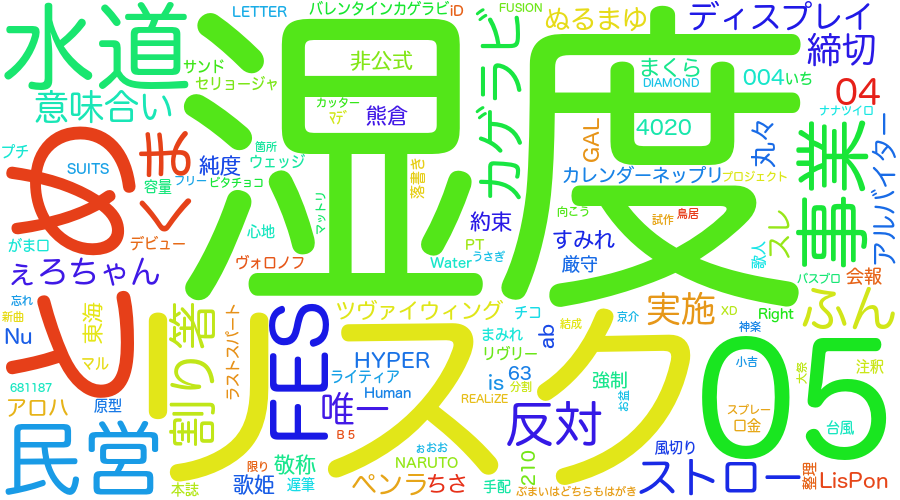 LETTER
バレンタインカゲラビ
iD
FUSION
ぬるまゆ
ディスプレイ
水道
湿度
サンド
セリョージャ
非公式
カゲラビ
まくら
DIAMOND
004
いち
締切
04
意味合い
カッター
マデ
熊倉
4020
GAL
ナナツイロ
めと
くま
プチ
SUITS
純度
箇所
ウェッジ
落書き
丸々
事業
アルバイター
容量
フリー
ビタチョコ
マットリ
カレンダーネップリ
プロジェクト
がま口
デビュー
心地
約束
向こう
試作
鳥居
スレ
歌人
えろちゃん
ヴォロノフ
PT
Water
うさぎ
すみれ
厳守
バスプロ
会報
忘れ
新曲
Nu
東海
マル
割り箸
リスク
ラストスパート
FES
ツヴァイウィング
チコ
ab
結成
京介
実施
XD
Right
神楽
ふん
05
HYPER
まみれ
リヴリー
is
63
分割
強制
小吉
大泉
注釈
681187
アロハ
原型
ライティア
Human
唯一
REALiZE
お盆
スプレー
口金
台風
民営
B5
反対
風切り
本誌
限り
歌姫
敬称
遅筆
ぉおお
NARUTO
ペンラ
ちさ
手配
210
ぷまいはどちらもはがき
ストロー
整理
LisPon